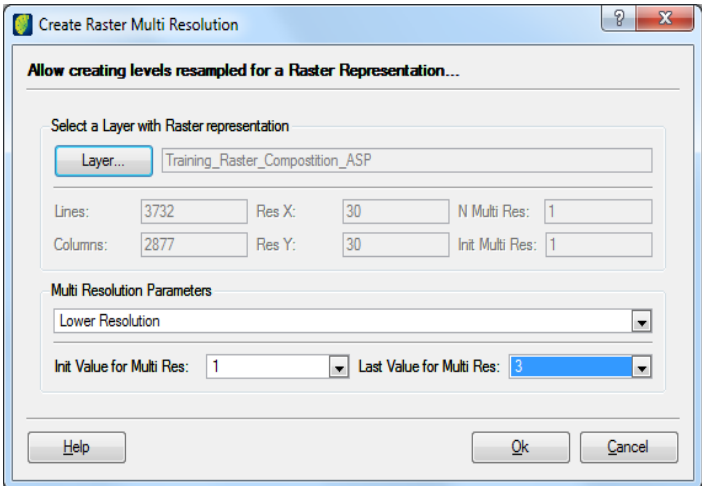 Create Raster Multi Resolution
Allow creating levels resampled for a Raster Representation...
Select a Layer with Raster representation
Layer... Training_Raster_Compostition_ASP
Lines: 3732 Res X: 30 N Multi Res: 1
Columns: 2877 Res Y: 30 Init Multi Res: 1
Multi Resolution Parameters
Lower Resolution
Init Value for Multi Res: 1 Last Value for Multi Res: 3
Help Ok Cancel